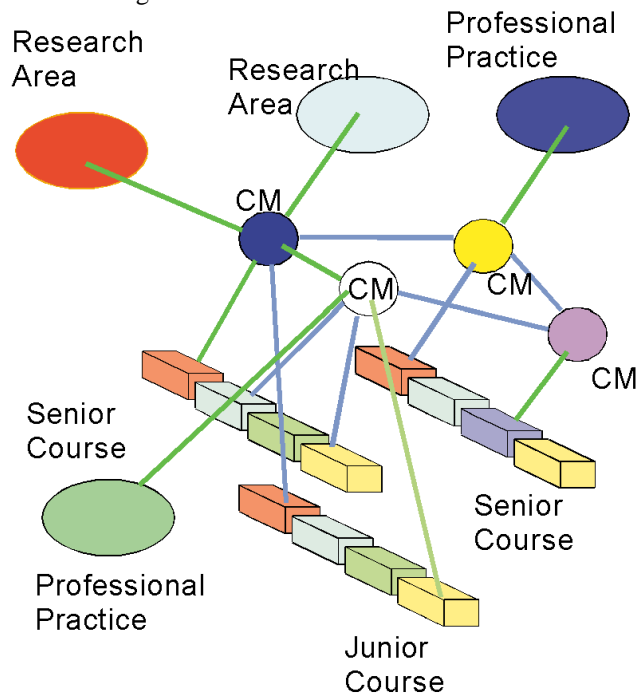 Research
Area
Research
Area
Professional
Practice
CM
CM
CM
CM
Senior
Course
Senior
Course
Professional
Practice
Junior
Course